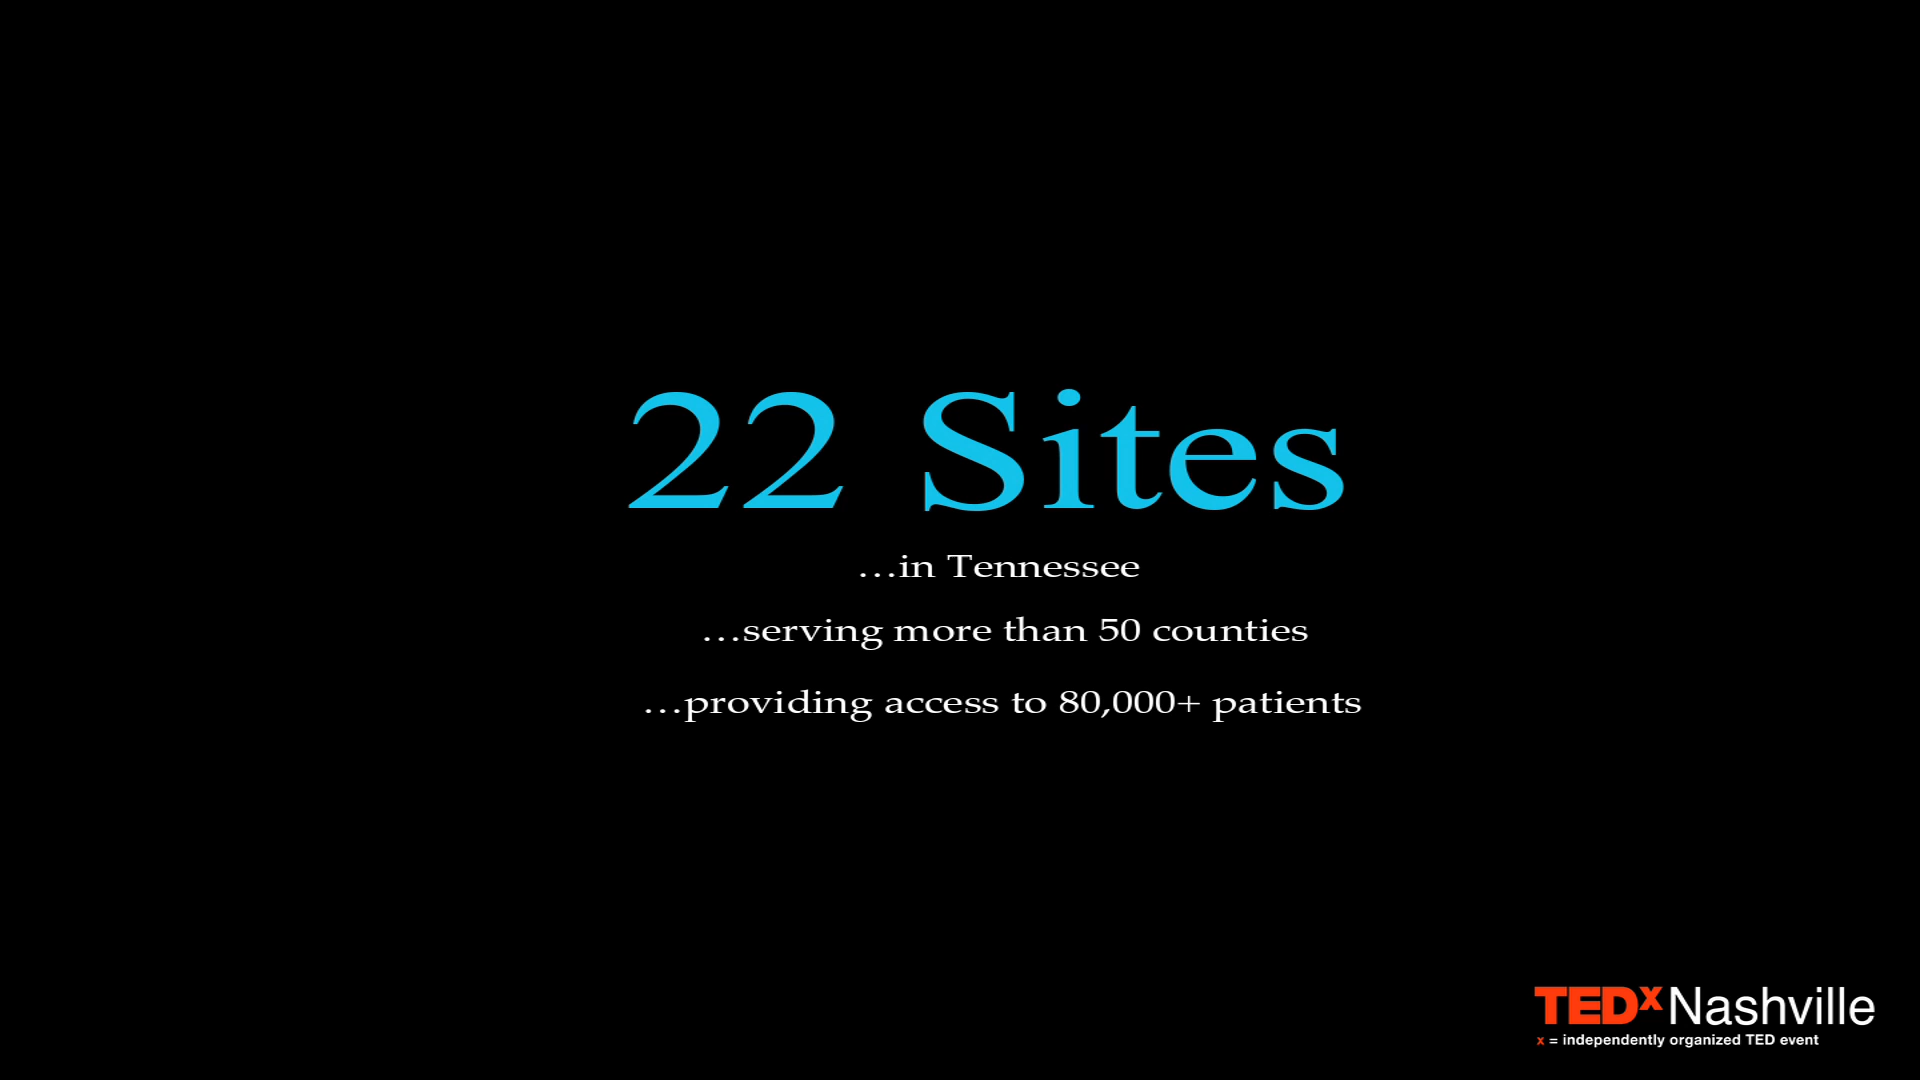 22 Sites
…in Tennessee
…serving more than 50 counties
…providing access to 80,000+ patients
TEDxNashville
x = independently organized TED event